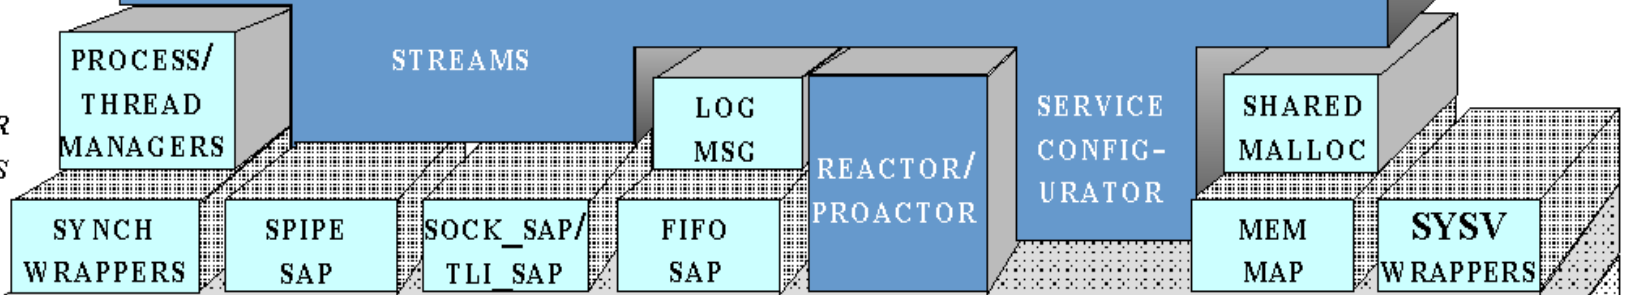 PROCESS/
THREAD
MANAGERS
STREAMS
LOG
MSG
REACTOR/
PROACTOR
SERVICE
CONFIG-
URATOR
SHARED
MALLOC
R
S
SYNCH
WRAPPERS
SPIPE
SAP
SOCK_SAP/
TLI_SAP
FIFO
SAP
MEM
MAP
SYSV
WRAPPERS